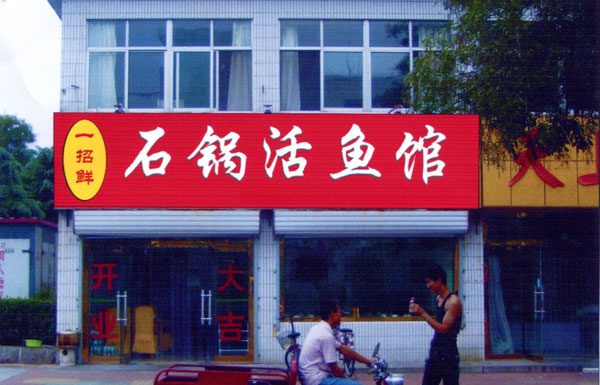 一招鲜
石锅活鱼馆
开业
大吉